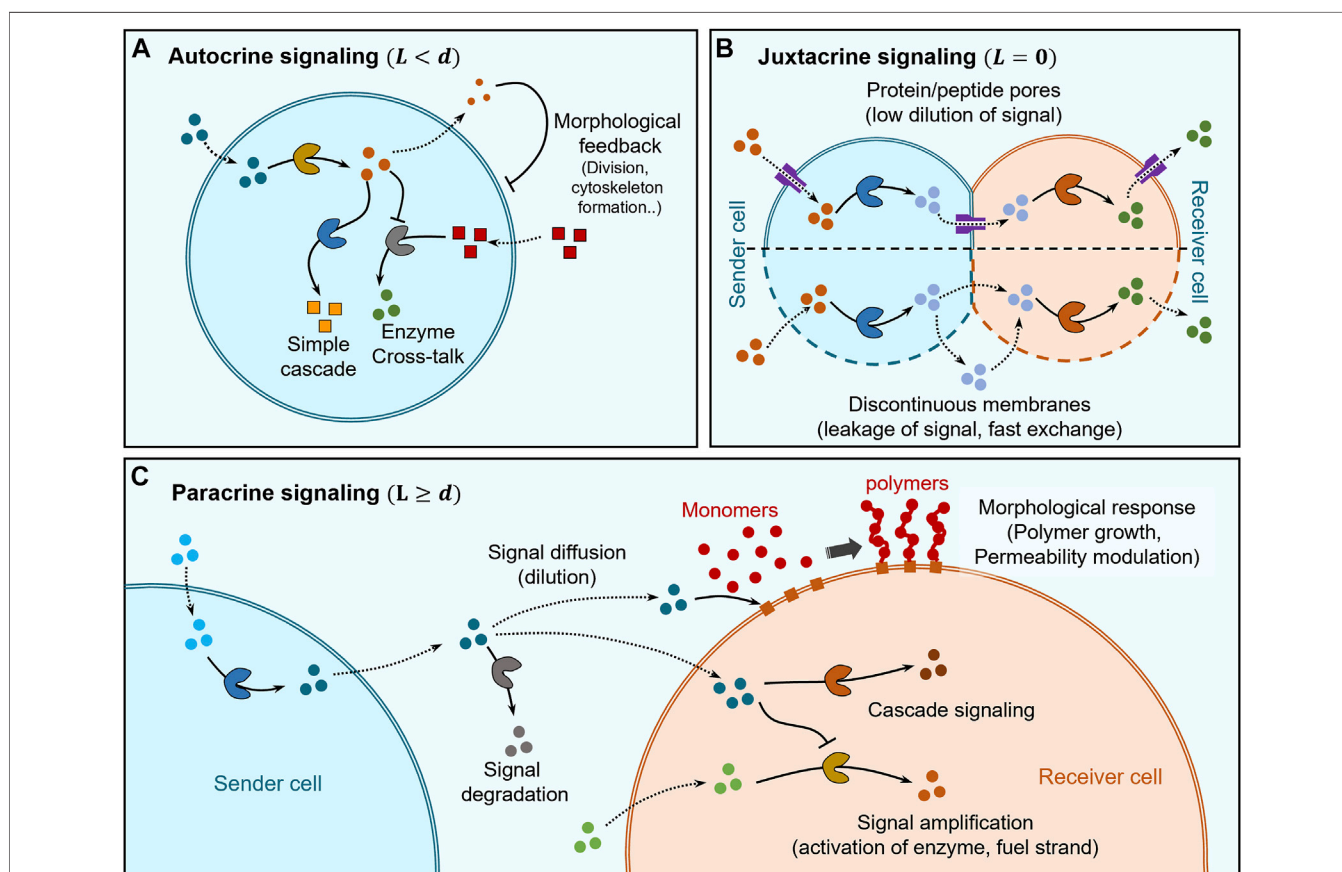 A
Autocrine signaling (L < d)
Morphological
feedback
(Division,
cytoskeleton
formation..)
Simple
cascade
Enzyme
Cross-talk
B
Juxtacrine signaling (L = 0)
Protein/peptide pores
(low dilution of signal)
Sender cell
Receiver cell
Discontinuous membranes
(leakage of signal, fast exchange)
C
Paracrine signaling (L ≥ d)
Monomers
polymers
Morphological response
(Polymer growth,
Permeability modulation)
Signal diffusion
(dilution)
Cascade signaling
Sender cell
Signal
degradation
Receiver cell
Signal amplification
(activation of enzyme, fuel strand)